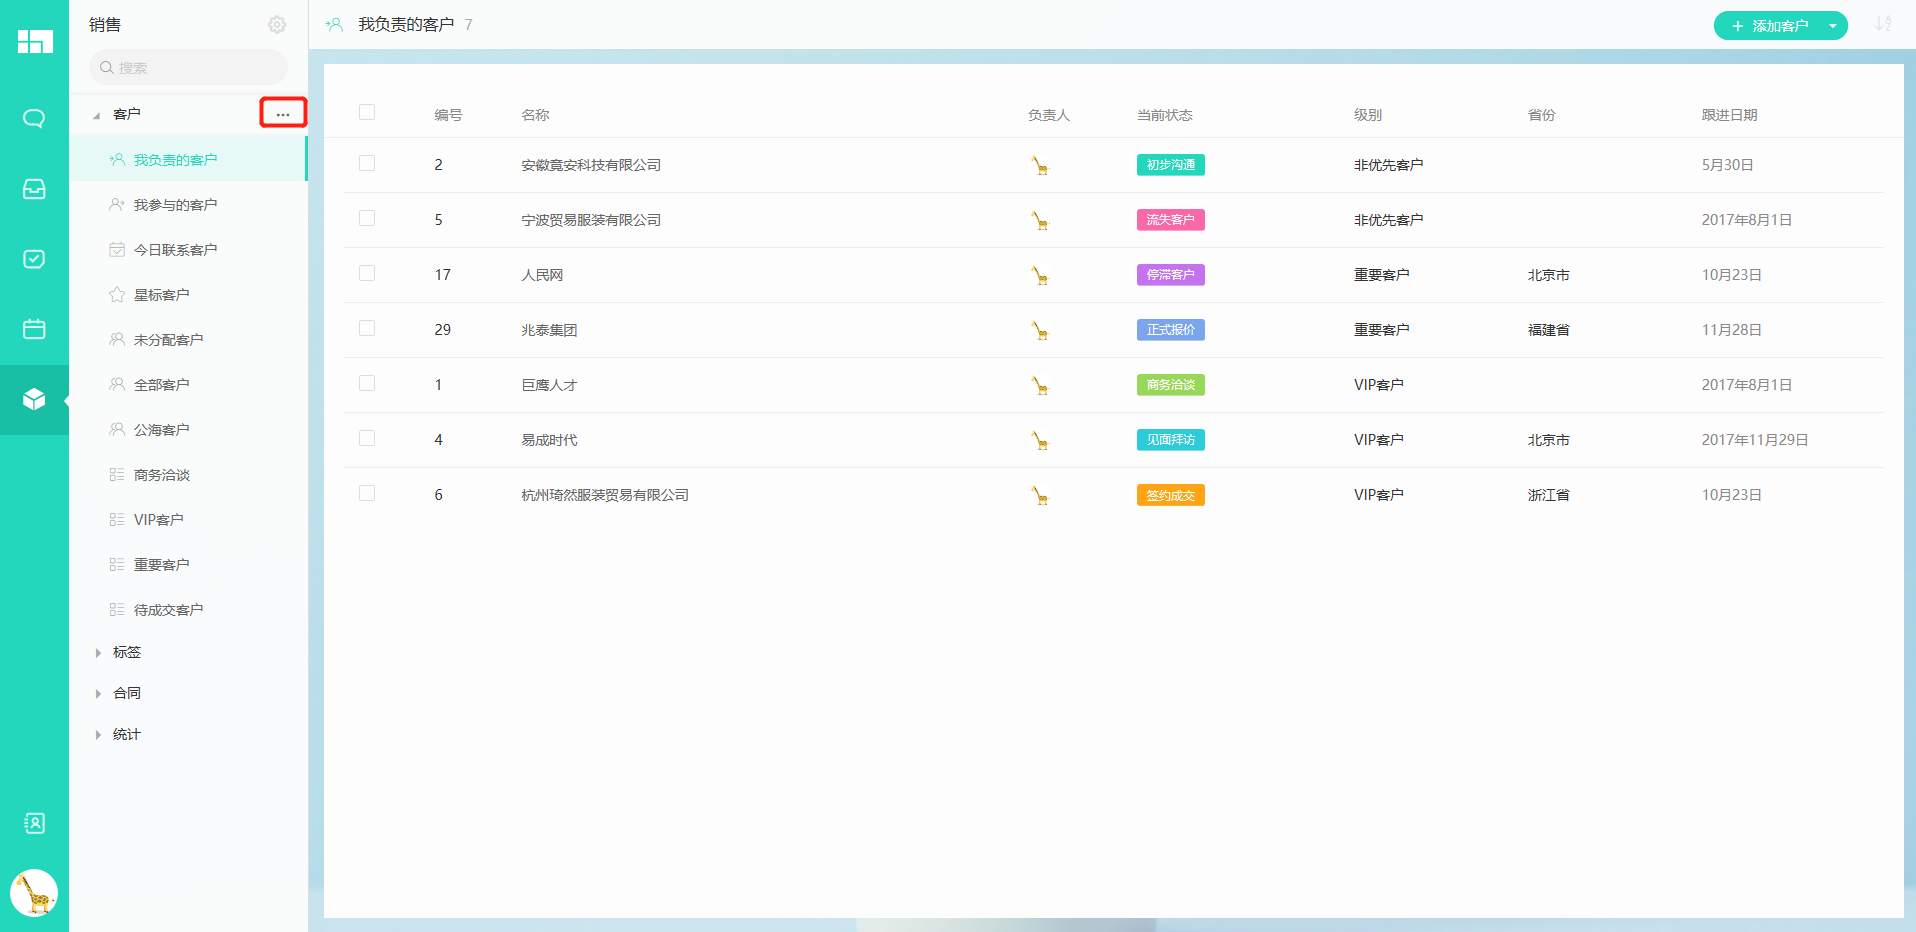 销售
搜索
客户
我负责的客户
我参与的客户
今日联系客户
星标客户
未分配客户
全部客户
公海客户
商务洽谈
VIP客户
重要客户
待成交客户
标签
合同
统计
我负责的客户 7
+ 添加客户
编号 名称 负责人 当前状态 级别 省份 跟进日期
2 安徽竟安科技有限公司 初步沟通 非优先客户 5月30日
5 宁波贸易服装有限公司 流失客户 非优先客户 2017年8月1日
17 人民网 停滞客户 重要客户 北京市 10月23日
29 兆泰集团 正式报价 重要客户 福建省 11月28日
1 巨鹰人才 商务洽谈 VIP客户 2017年8月1日
4 易成时代 见面拜访 VIP客户 北京市 2017年11月29日
6 杭州琦然服装贸易有限公司 签约成交 VIP客户 浙江省 10月23日